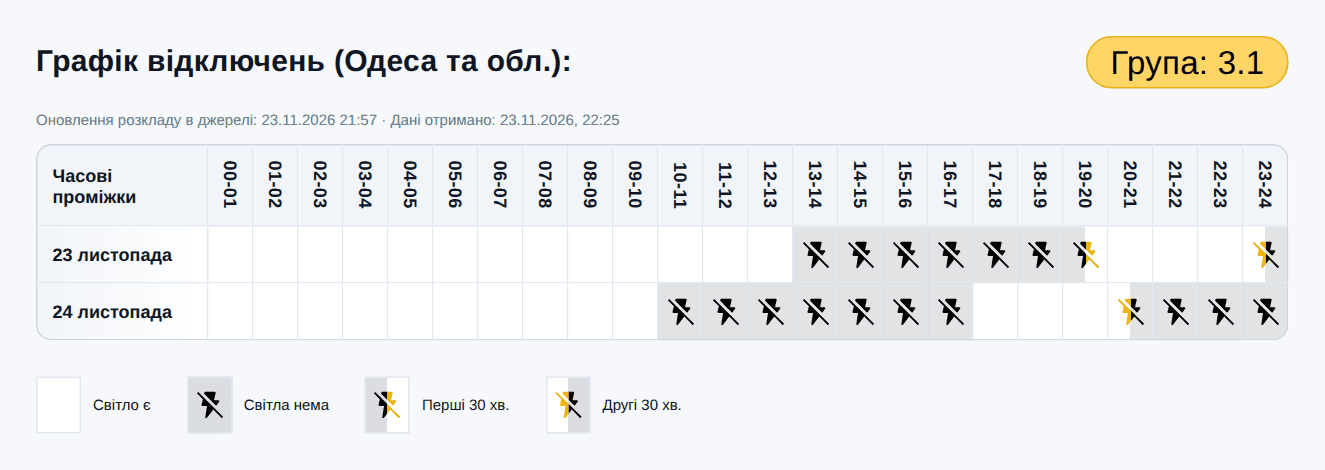 Графік відключень (Одеса та обл.):
Група: 3.1
Оновлення розкладу в джерелі: 23.11.2026 21:57 · Дані отримано: 23.11.2026, 22:25
Часові
проміжки
00-01
01-02
02-03
03-04
04-05
05-06
06-07
07-08
08-09
09-10
10-11
11-12
12-13
13-14
14-15
15-16
16-17
17-18
18-19
19-20
20-21
21-22
22-23
23-24
23 листопада
24 листопада
Світло є
Світла нема
Перші 30 хв.
Другі 30 хв.